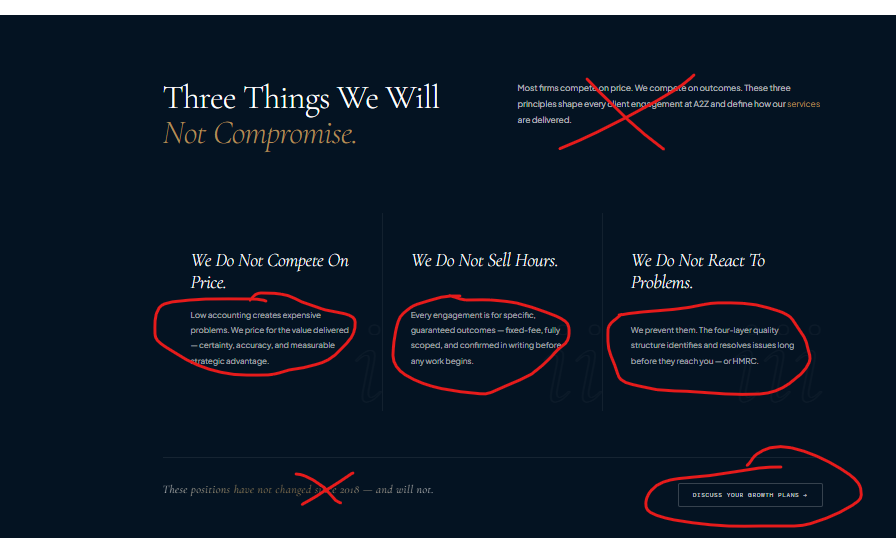 Three Things We Will
Not Compromise.
Most firms compete on price. We compete on outcomes. These three
principles shape every client engagement at A2Z and define how our services
are delivered.
We Do Not Compete On
Price.
Low accounting creates expensive
problems. We price for the value delivered
— certainty, accuracy, and measurable
strategic advantage.
i
We Do Not Sell Hours.
Every engagement is for specific,
guaranteed outcomes — fixed-fee, fully
scoped, and confirmed in writing before
any work begins.
ii
We Do Not React To
Problems.
We prevent them. The four-layer quality
structure identifies and resolves issues long
before they reach you — or HMRC.
iii
These positions have not changed since 2018 — and will not.
DISCUSS YOUR GROWTH PLANS →